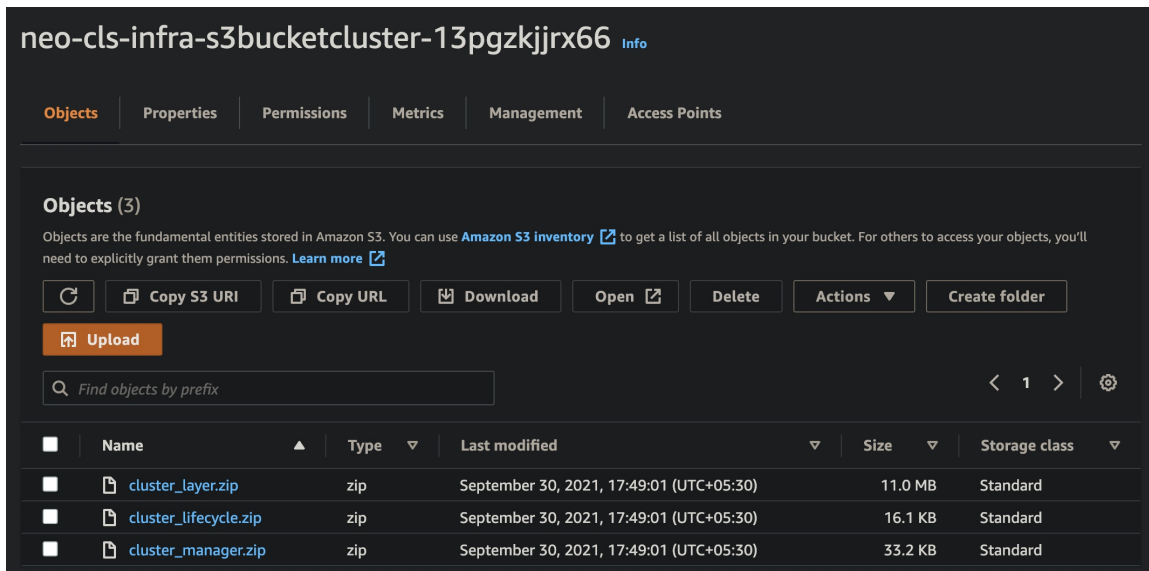 neo-cls-infra-s3bucketcluster-13pgzkjjrx66 Info
Objects Properties Permissions Metrics Management Access Points
Objects (3)
Objects are the fundamental entities stored in Amazon S3. You can use Amazon S3 inventory to get a list of all objects in your bucket. For others to access your objects, you'll
need to explicitly grant them permissions. Learn more
Copy S3 URI Copy URL Download Open Delete Actions Create folder
Upload
Find objects by prefix 1
Name Type Last modified Size Storage class
cluster_layer.zip zip September 30, 2021, 17:49:01 (UTC+05:30) 11.0 MB Standard
cluster_lifecycle.zip zip September 30, 2021, 17:49:01 (UTC+05:30) 16.1 KB Standard
cluster_manager.zip zip September 30, 2021, 17:49:01 (UTC+05:30) 33.2 KB Standard